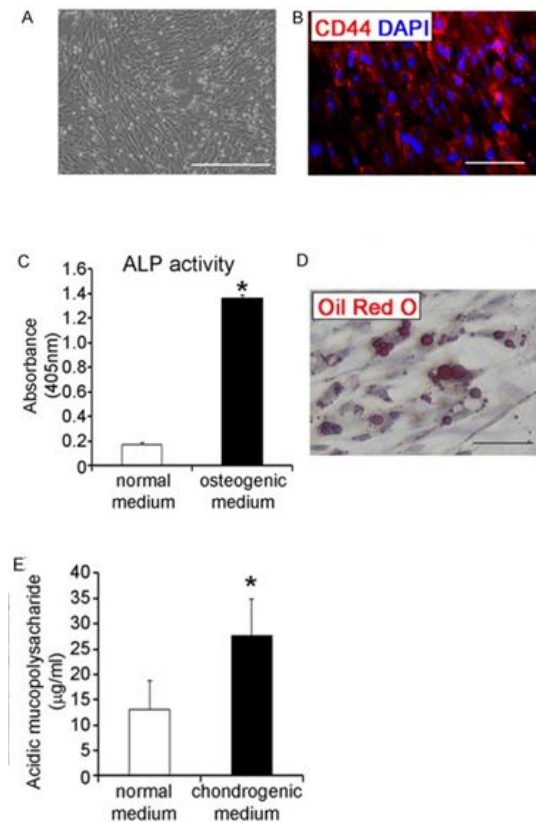 A
B
CD44 DAPI
C
ALP activity
Absorbance
(405nm)
1.6
1.4
1.2
1.0
0.8
0.6
0.4
0.2
0
*
normal
medium
osteogenic
medium
D
Oil Red O
E
Acidic mucopolysacharide
(μg/ml)
40
35
30
25
20
15
10
5
0
*
normal
medium
chondrogenic
medium